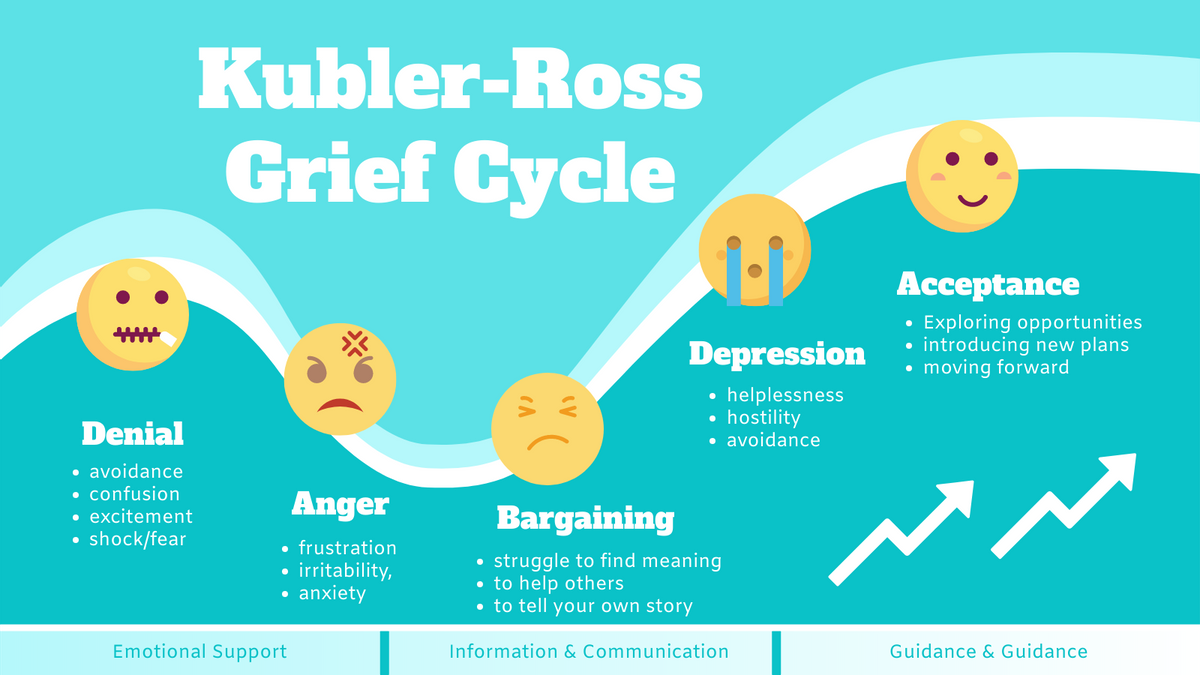 Kubler-Ross
Grief Cycle
Denial
• avoidance
• confusion
• excitement
• shock/fear
Anger
• frustration
• irritability,
• anxiety
Bargaining
• struggle to find meaning
• to help others
• to tell your own story
Depression
• helplessness
• hostility
• avoidance
Acceptance
• Exploring opportunities
• introducing new plans
• moving forward
Emotional Support
Information & Communication
Guidance & Guidance